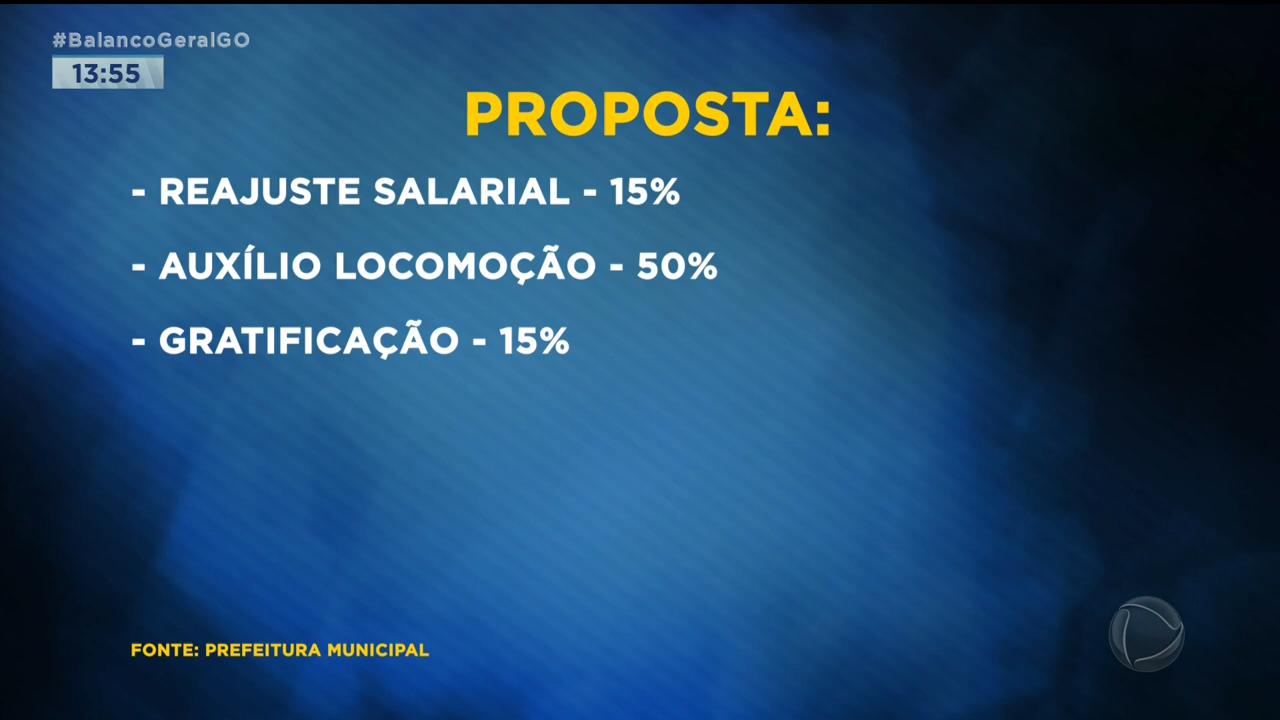 #BalancoGeralGO
13:55
PROPOSTA:
- REAJUSTE SALARIAL - 15%
- AUXÍLIO LOCOMOÇÃO - 50%
- GRATIFICAÇÃO - 15%
FONTE: PREFEITURA MUNICIPAL